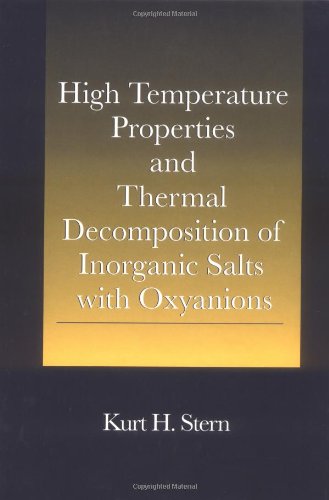 High Temperature
Properties
and
Thermal
Decomposition of
Inorganic Salts
with Oxyanions
Kurt H. Stern